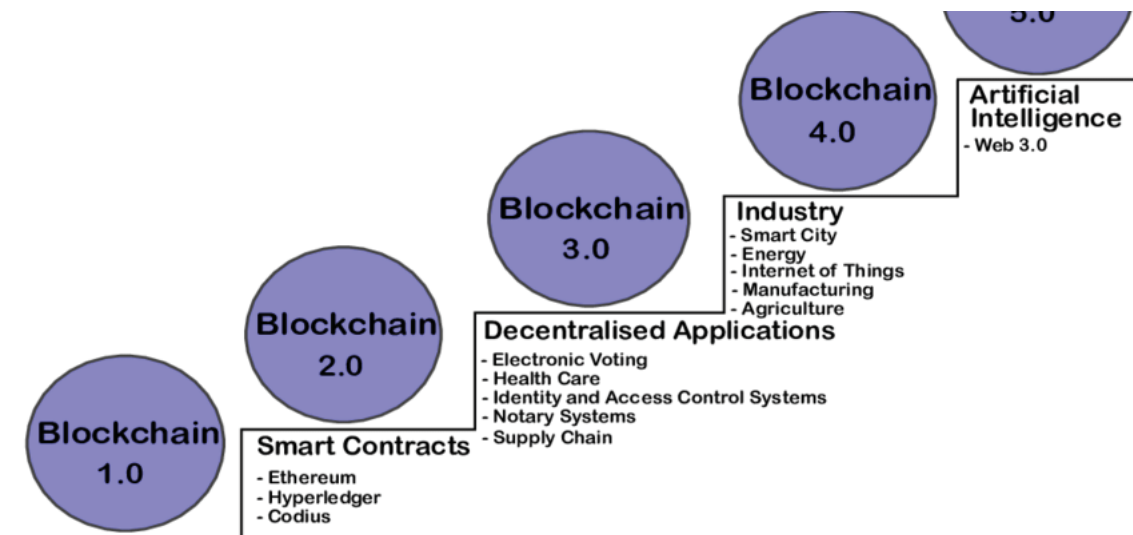 Blockchain
1.0
Smart Contracts
- Ethereum
- Hyperledger
- Codius
Blockchain
2.0
Decentralised Applications
- Electronic Voting
- Health Care
- Identity and Access Control Systems
- Notary Systems
- Supply Chain
Blockchain
3.0
Industry
- Smart City
- Energy
- Internet of Things
- Manufacturing
- Agriculture
Blockchain
4.0
Artificial
Intelligence
- Web 3.0
5.0